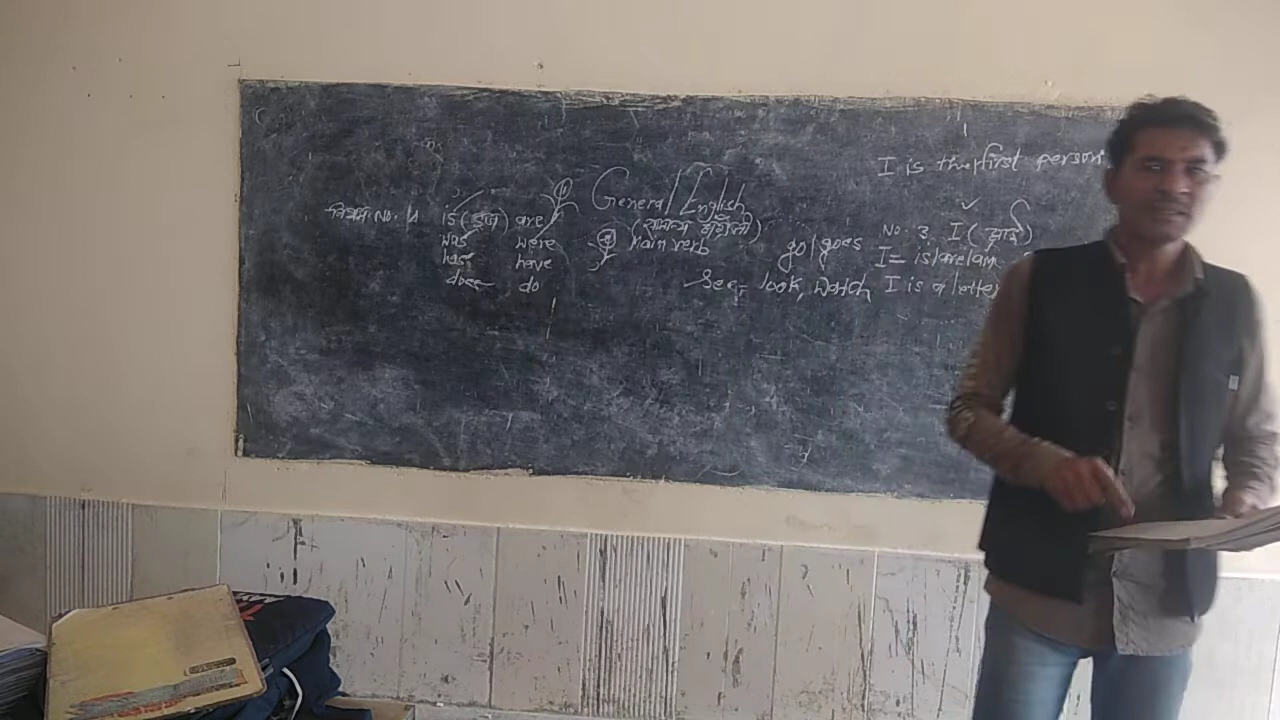 I is the first person
General English
(सामान्य अंग्रेजी)
नियम No. 1 is (इज) are
was were
has have
does do
Main verb
go/goes
No. 3. I (आई)
I = is/are/am
See, look, watch
I is a letter